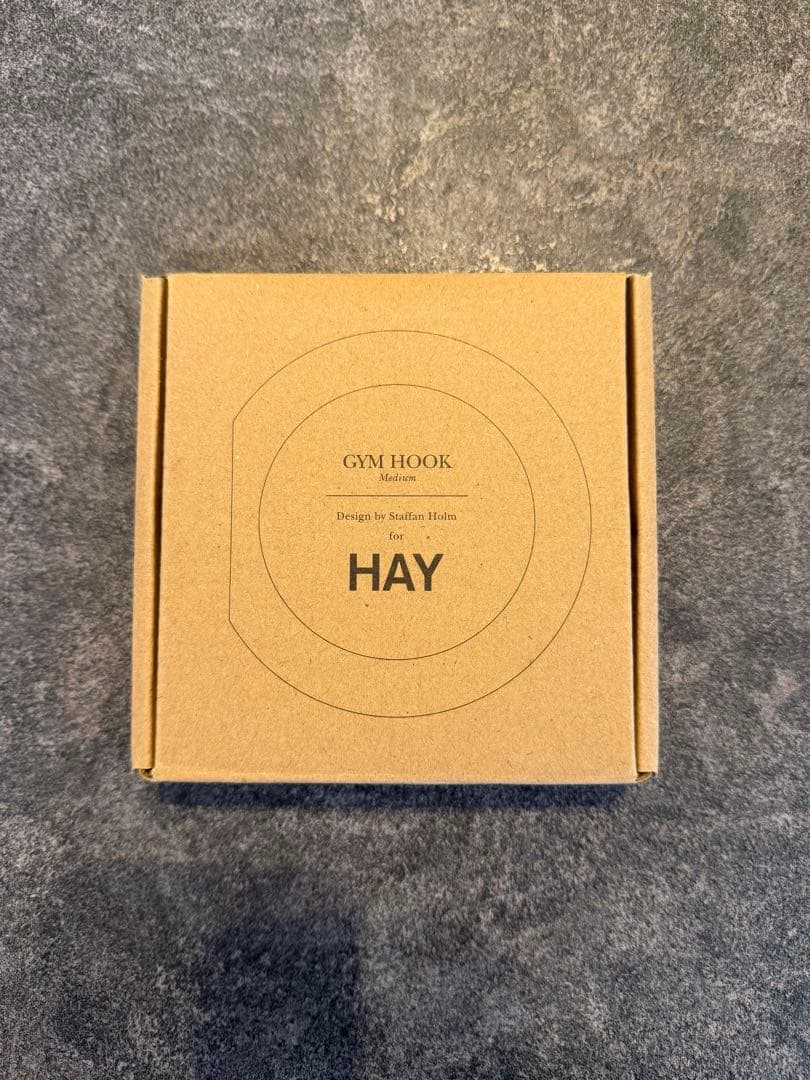 GYM HOOK
Medium
Design by Staffan Holm
for
HAY